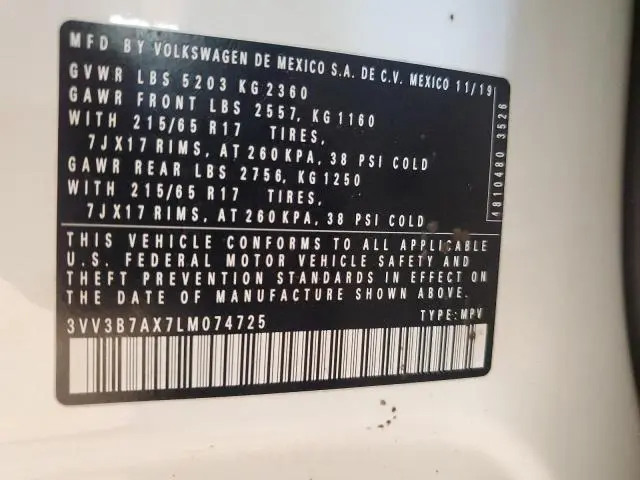 MFD BY VOLKSWAGEN DE MEXICO S.A. DE C.V. MEXICO 11/19
GVWR LBS 5203 KG 2360
GAWR FRONT LBS 2557, KG 1160
WITH 215/65 R17 TIRES,
7JX17 RIMS, AT 260 KPA, 38 PSI COLD
GAWR REAR LBS 2756, KG 1250
WITH 215/65 R17 TIRES,
7JX17 RIMS, AT 260 KPA, 38 PSI COLD
4810480 3526
THIS VEHICLE CONFORMS TO ALL APPLICABLE
U.S. FEDERAL MOTOR VEHICLE SAFETY AND
THEFT PREVENTION STANDARDS IN EFFECT ON
THE DATE OF MANUFACTURE SHOWN ABOVE.
3VV3B7AX7LM074725 TYPE: MPV